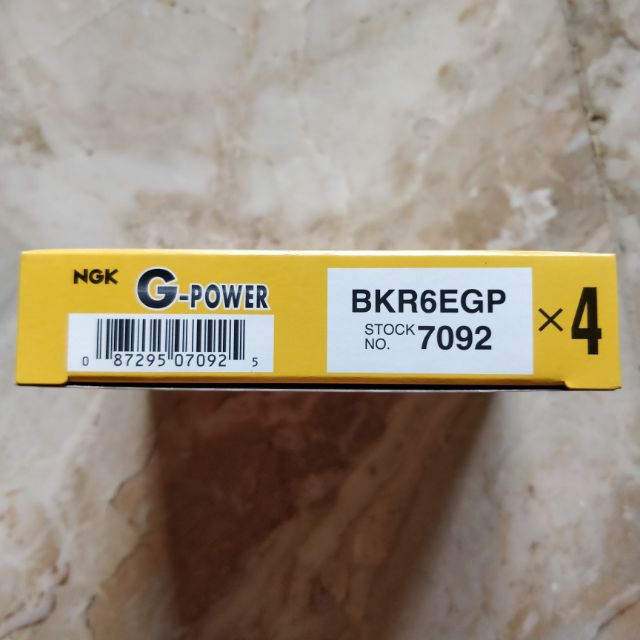 NGK G-POWER
0 87295 07092 5
BKR6EGP
STOCK NO. 7092
×4